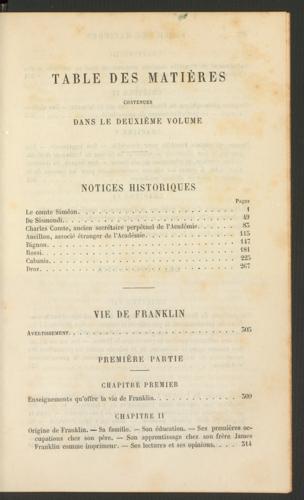 TABLE DES MATIÈRES
CONTENUES
DANS LE DEUXIÈME VOLUME
NOTICES HISTORIQUES
Pages
Le comte Siméon. 1
De Sismondi. 49
Charles Comte, ancien secrétaire perpétuel de l'Académie. 83
Ancillon, associé étranger de l'Académie. 115
Bignon. 147
Rossi. 181
Cabanis. 225
Droz. 267
VIE DE FRANKLIN
AVERTISSEMENT. 305
PREMIÈRE PARTIE
CHAPITRE PREMIER
Enseignements qu'offre la vie de Franklin. 309
CHAPITRE II
Origine de Franklin. — Sa famille. — Son éducation. — Ses premières oc-
cupations chez son père. — Son apprentissage chez son frère James
Franklin comme imprimeur. — Ses lectures et ses opinions. 314